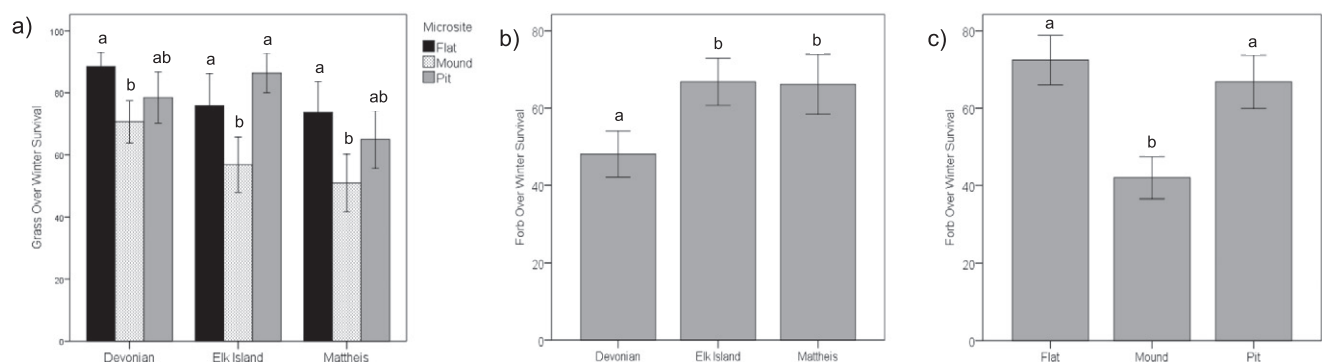 a)
Grass Over Winter Survival
100
80
60
40
20
0
a
b
ab
a
b
a
a
b
ab
Devonian
Elk Island
Mattheis
Microsite
Flat
Mound
Pit
b)
Forb Over Winter Survival
80
60
40
20
0
a
b
b
Devonian
Elk Island
Mattheis
c)
Forb Over Winter Survival
80
60
40
20
0
a
b
a
Flat
Mound
Pit